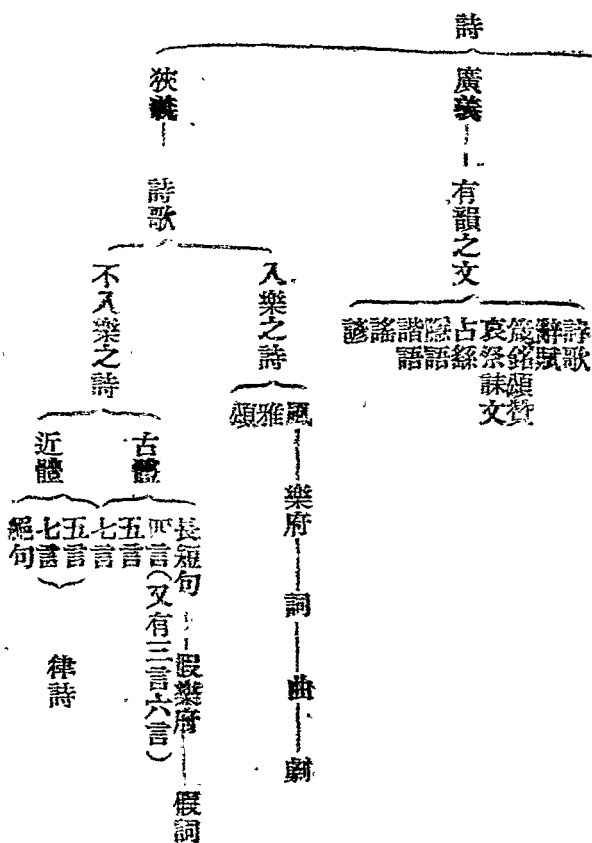 詩
廣義
有韻之文
詩歌
辭賦
箴銘頌贊
哀祭誄文
占繇
隱語
諧語
謠
諺
狹義
詩歌
入樂之詩
風
樂府
詞
曲
劇
雅
頌
不入樂之詩
古體
長短句
假樂府
假詞
四言(又有三言六言)
五言
七言
近體
五言
七言
律詩
絕句